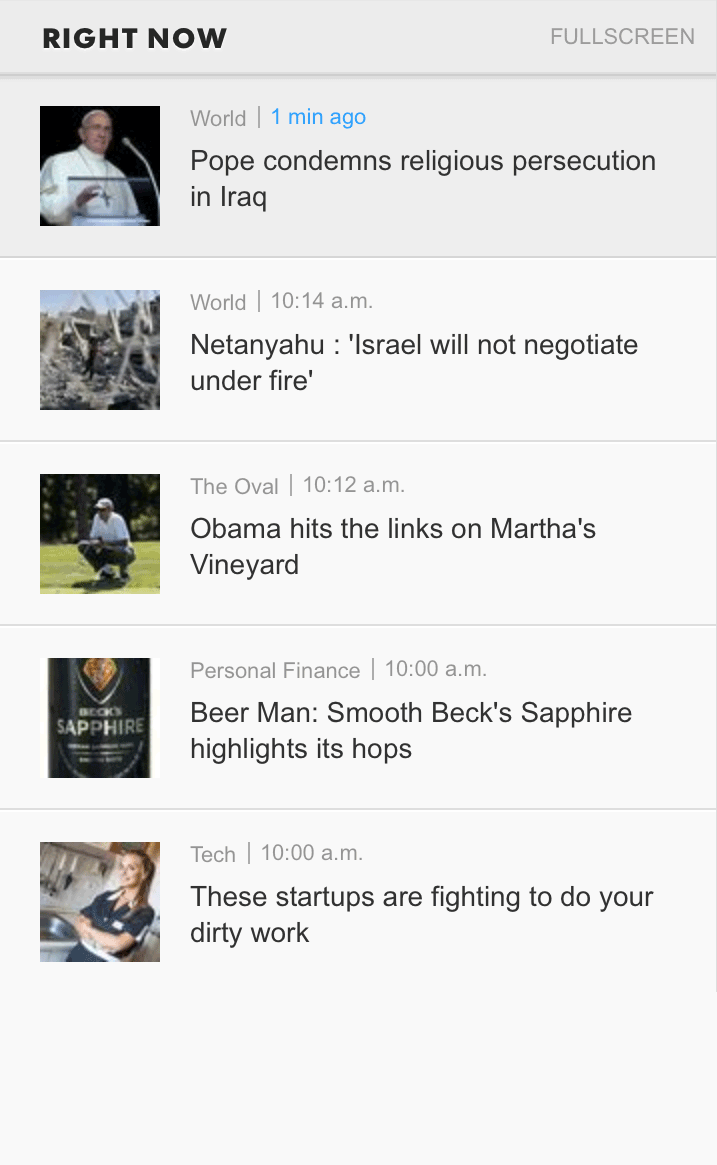 RIGHT NOW FULLSCREEN
World | 1 min ago
Pope condemns religious persecution
in Iraq
World | 10:14 a.m.
Netanyahu : 'Israel will not negotiate
under fire'
The Oval | 10:12 a.m.
Obama hits the links on Martha's
Vineyard
Personal Finance | 10:00 a.m.
Beer Man: Smooth Beck's Sapphire
highlights its hops
BECK'S
SAPPHIRE
Tech | 10:00 a.m.
These startups are fighting to do your
dirty work